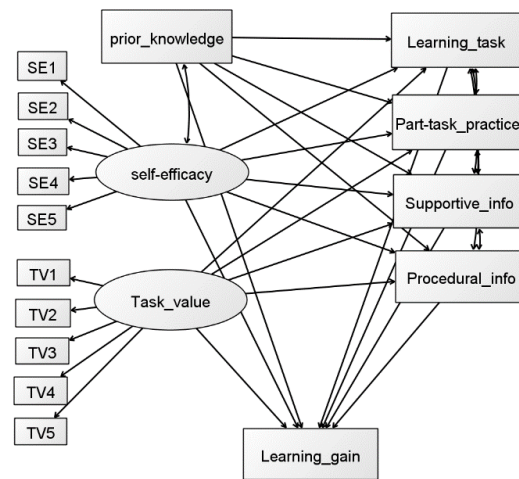 prior_knowledge
Learning_task
SE1
SE2
Part-task_practice
SE3
self-efficacy
SE4
Supportive_info
SE5
TV1
Procedural_info
Task_value
TV2
TV3
TV4
TV5
Learning_gain